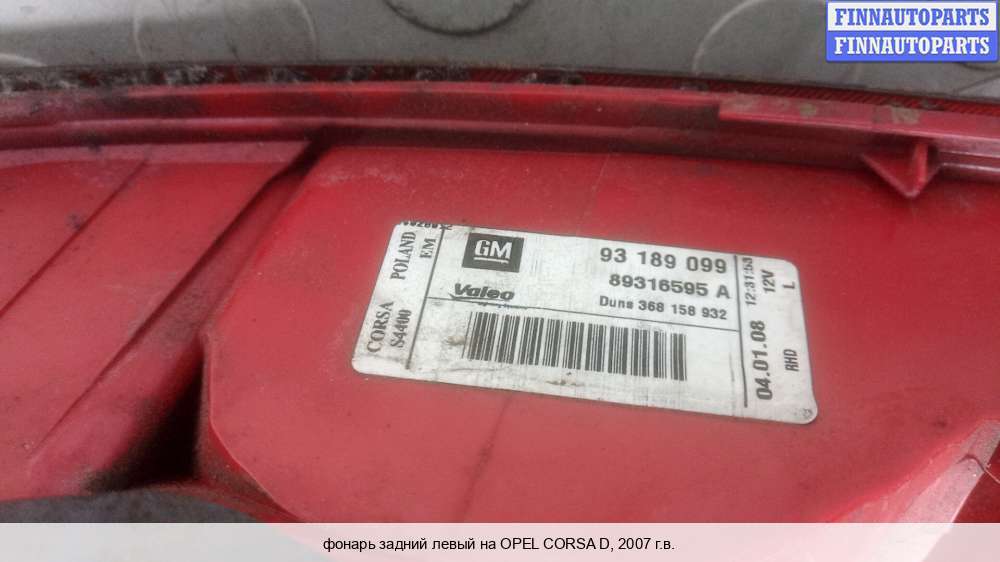 FINNAUTOPARTS
FINNAUTOPARTS
CORSA POLAND
S4400 EM
GM
93 189 099
89316595 A
Valeo
Duns 368 158 932
04.01.08 12:31:53
RHD 12V L
фонарь задний левый на OPEL CORSA D, 2007 г.в.